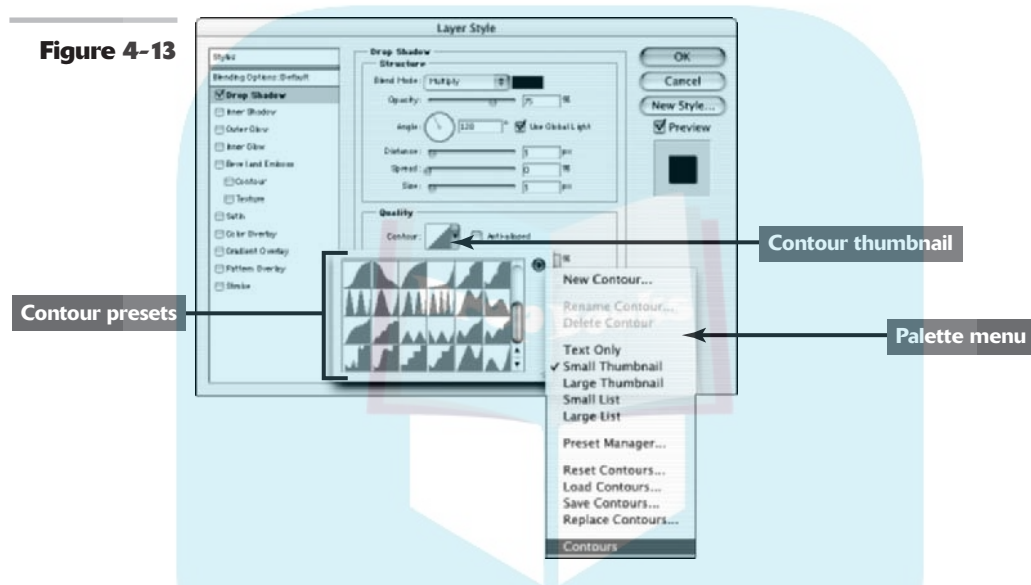 Layer Style
Figure 4-13
Styles
Blending Options: Default
Drop Shadow
Inner Shadow
Outer Glow
Inner Glow
Bevel and Emboss
Contour
Texture
Satin
Color Overlay
Gradient Overlay
Pattern Overlay
Stroke
Drop Shadow
Structure
Blend Mode: Multiply
Opacity: 75 %
Angle: 120 ° Use Global Light
Distance: px
Spread: 0 %
Size: px
Quality
Contour: Anti-aliased
%
OK
Cancel
New Style...
Preview
Contour thumbnail
Contour presets
Palette menu
New Contour...
Rename Contour...
Delete Contour
Text Only
✓ Small Thumbnail
Large Thumbnail
Small List
Large List
Preset Manager...
Reset Contours...
Load Contours...
Save Contours...
Replace Contours...
Contours